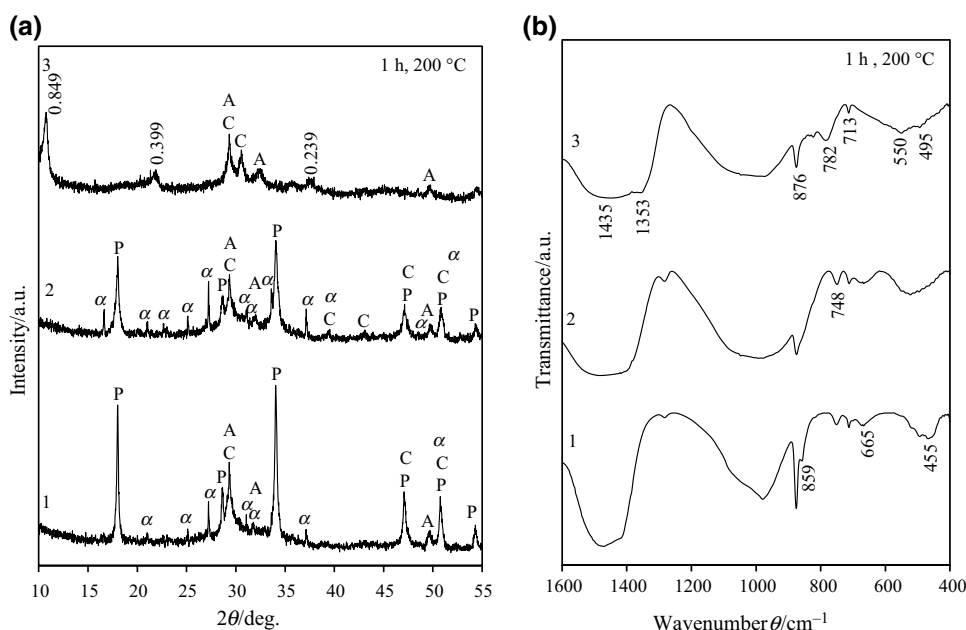 (a)
3
1 h, 200 °C
0.849
0.399
A
C
C
A
0.239
A
2
α
P
α
α
α
α
P
A
C
α
A
α
α
P
α
α
C
C
C
P
α
A
α
C
P
P
1
P
α
α
α
P
A
C
α
A
α
P
α
C
P
A
α
C
P
P
Intensity/a.u.
10 15 20 25 30 35 40 45 50 55
2θ/deg.
(b)
1 h , 200 °C
3
1435
1353
876
782
713
550
495
2
748
1
859
665
455
Transmittance/a.u.
1600 1400 1200 1000 800 600 400
Wavenumber θ/cm⁻¹